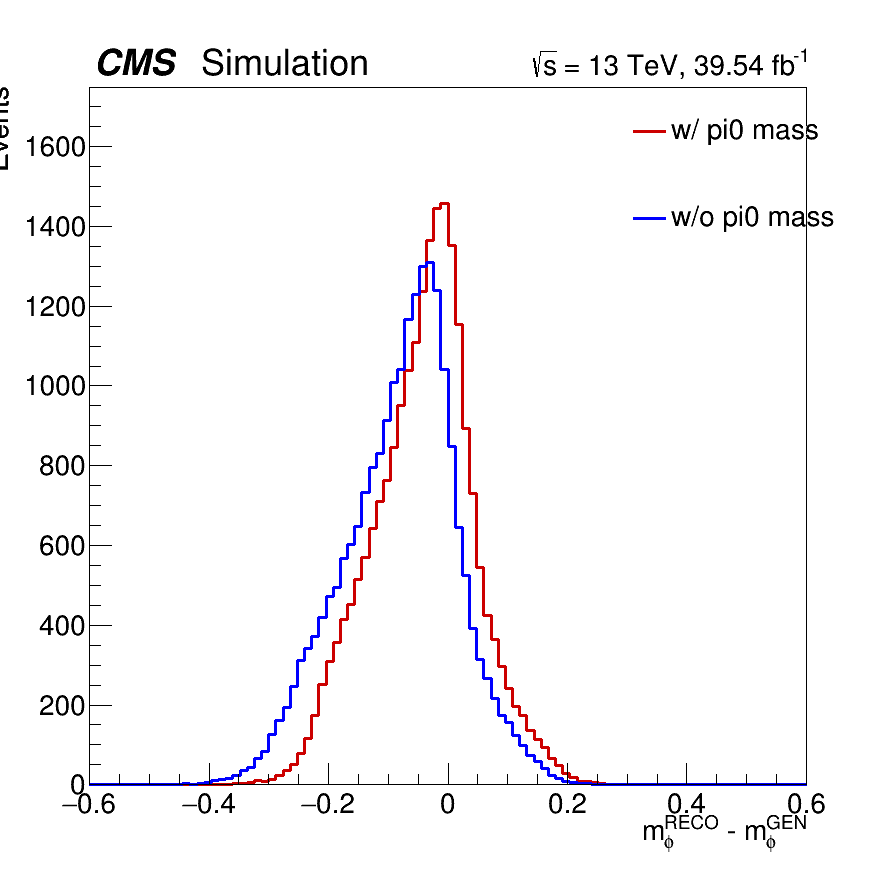 CMS Simulation
√s = 13 TeV, 39.54 fb⁻¹
Events
w/ pi0 mass
w/o pi0 mass
1600
1400
1200
1000
800
600
400
200
0
−0.6 −0.4 −0.2 0 0.2 0.4 0.6
m_ϕ^RECO - m_ϕ^GEN